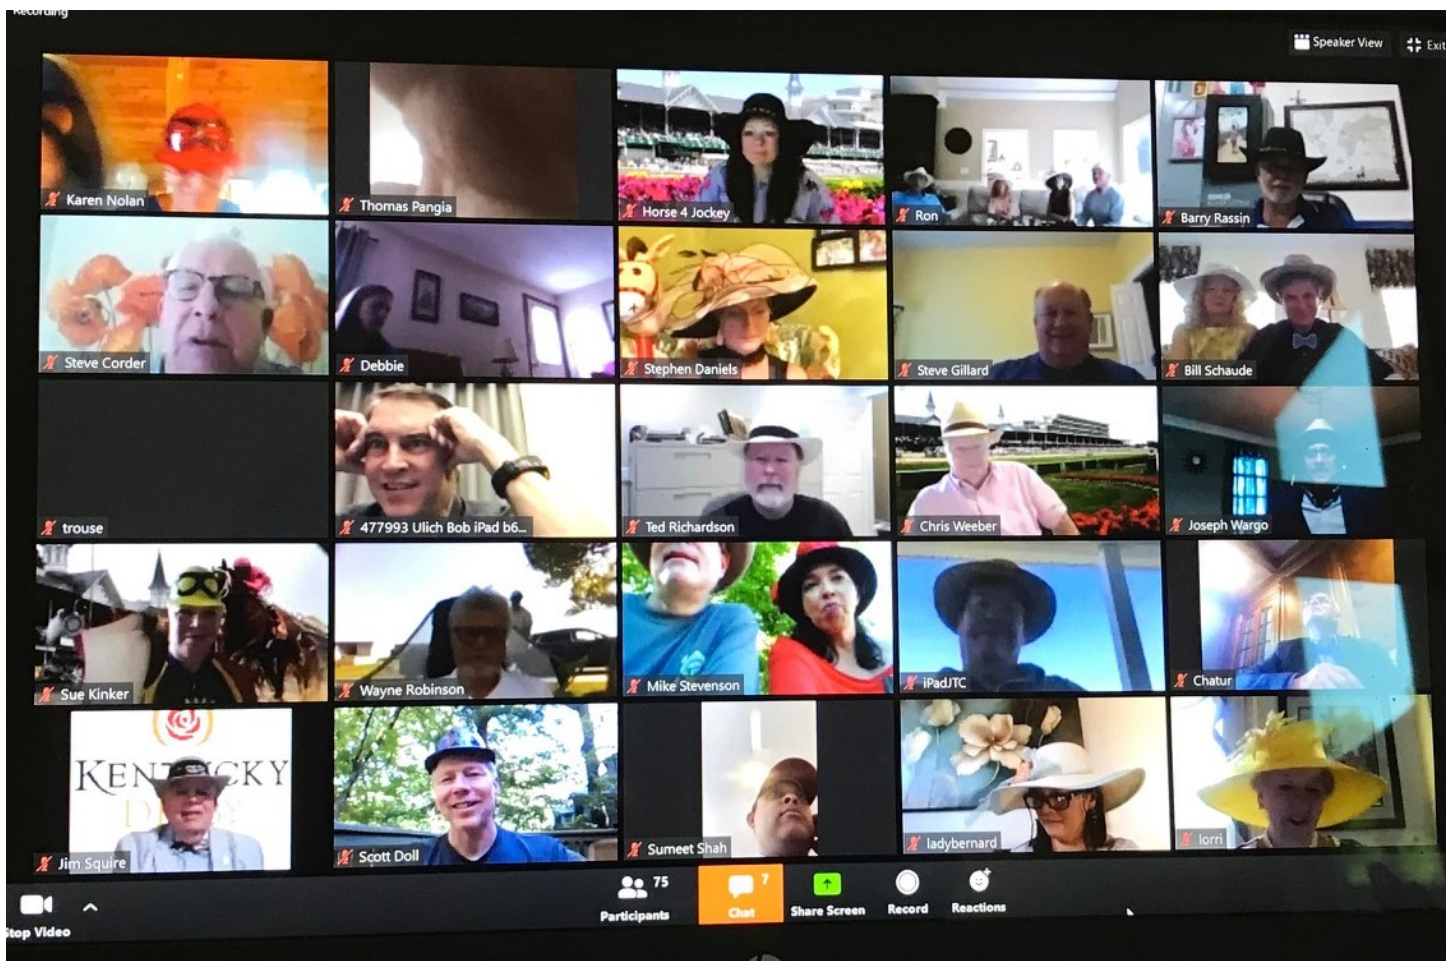 Recording
Speaker View
Exit
Karen Nolan
Thomas Pangia
Horse 4 Jockey
Ron
Barry Rassin
Steve Corder
Debbie
Stephen Daniels
Steve Gillard
Bill Schaude
trouse
477993 Ulich Bob iPad b6...
Ted Richardson
Chris Weeber
Joseph Wargo
Sue Kinker
Wayne Robinson
Mike Stevenson
iPadJTC
Chatur
KENTUCKY
Jim Squire
Scott Doll
Sumeet Shah
ladybernard
lorri
Stop Video
75
Participants
7
Chat
Share Screen
Record
Reactions